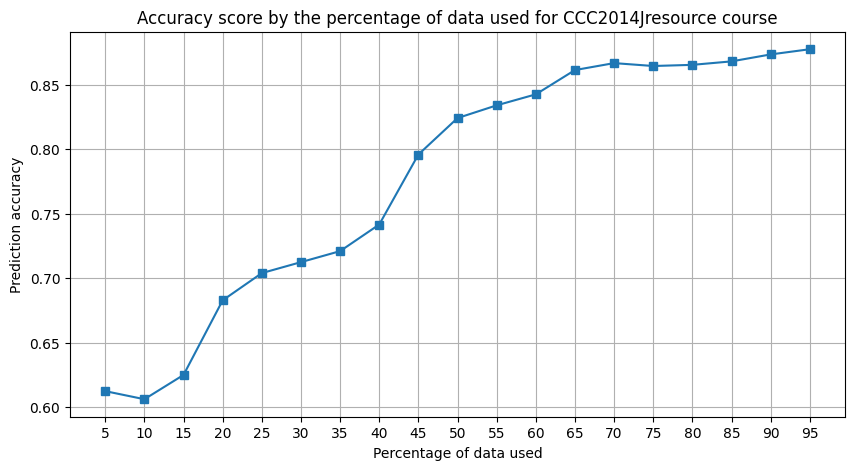 Accuracy score by the percentage of data used for CCC2014Jresource course
0.85
0.80
0.75
0.70
0.65
0.60
Prediction accuracy
5 10 15 20 25 30 35 40 45 50 55 60 65 70 75 80 85 90 95
Percentage of data used